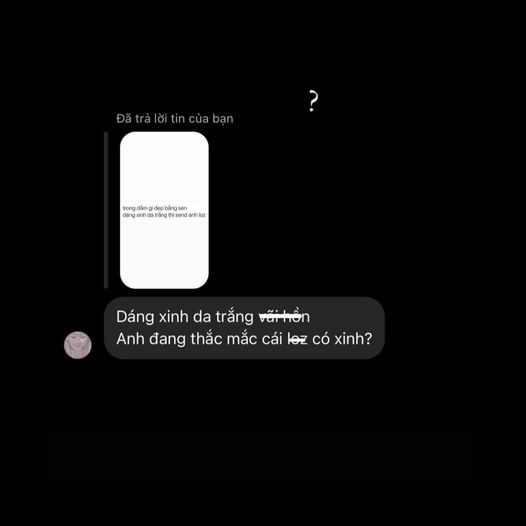 ?
Đã trả lời tin của bạn
trong đầm gì đẹp bằng sen
dáng xinh da trắng thì send ảnh loz
Dáng xinh da trắng vãi hồn
Anh đang thắc mắc cái loz có xinh?